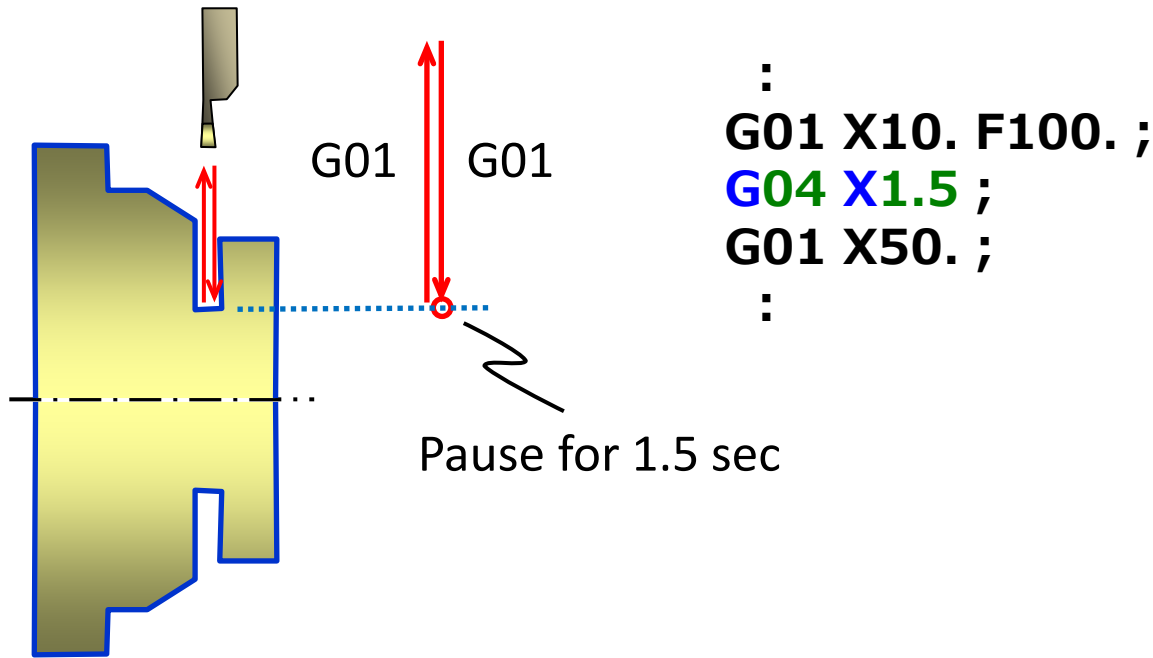 :
G01 X10. F100. ;
G04 X1.5 ;
G01 X50. ;
:
G01 G01
Pause for 1.5 sec